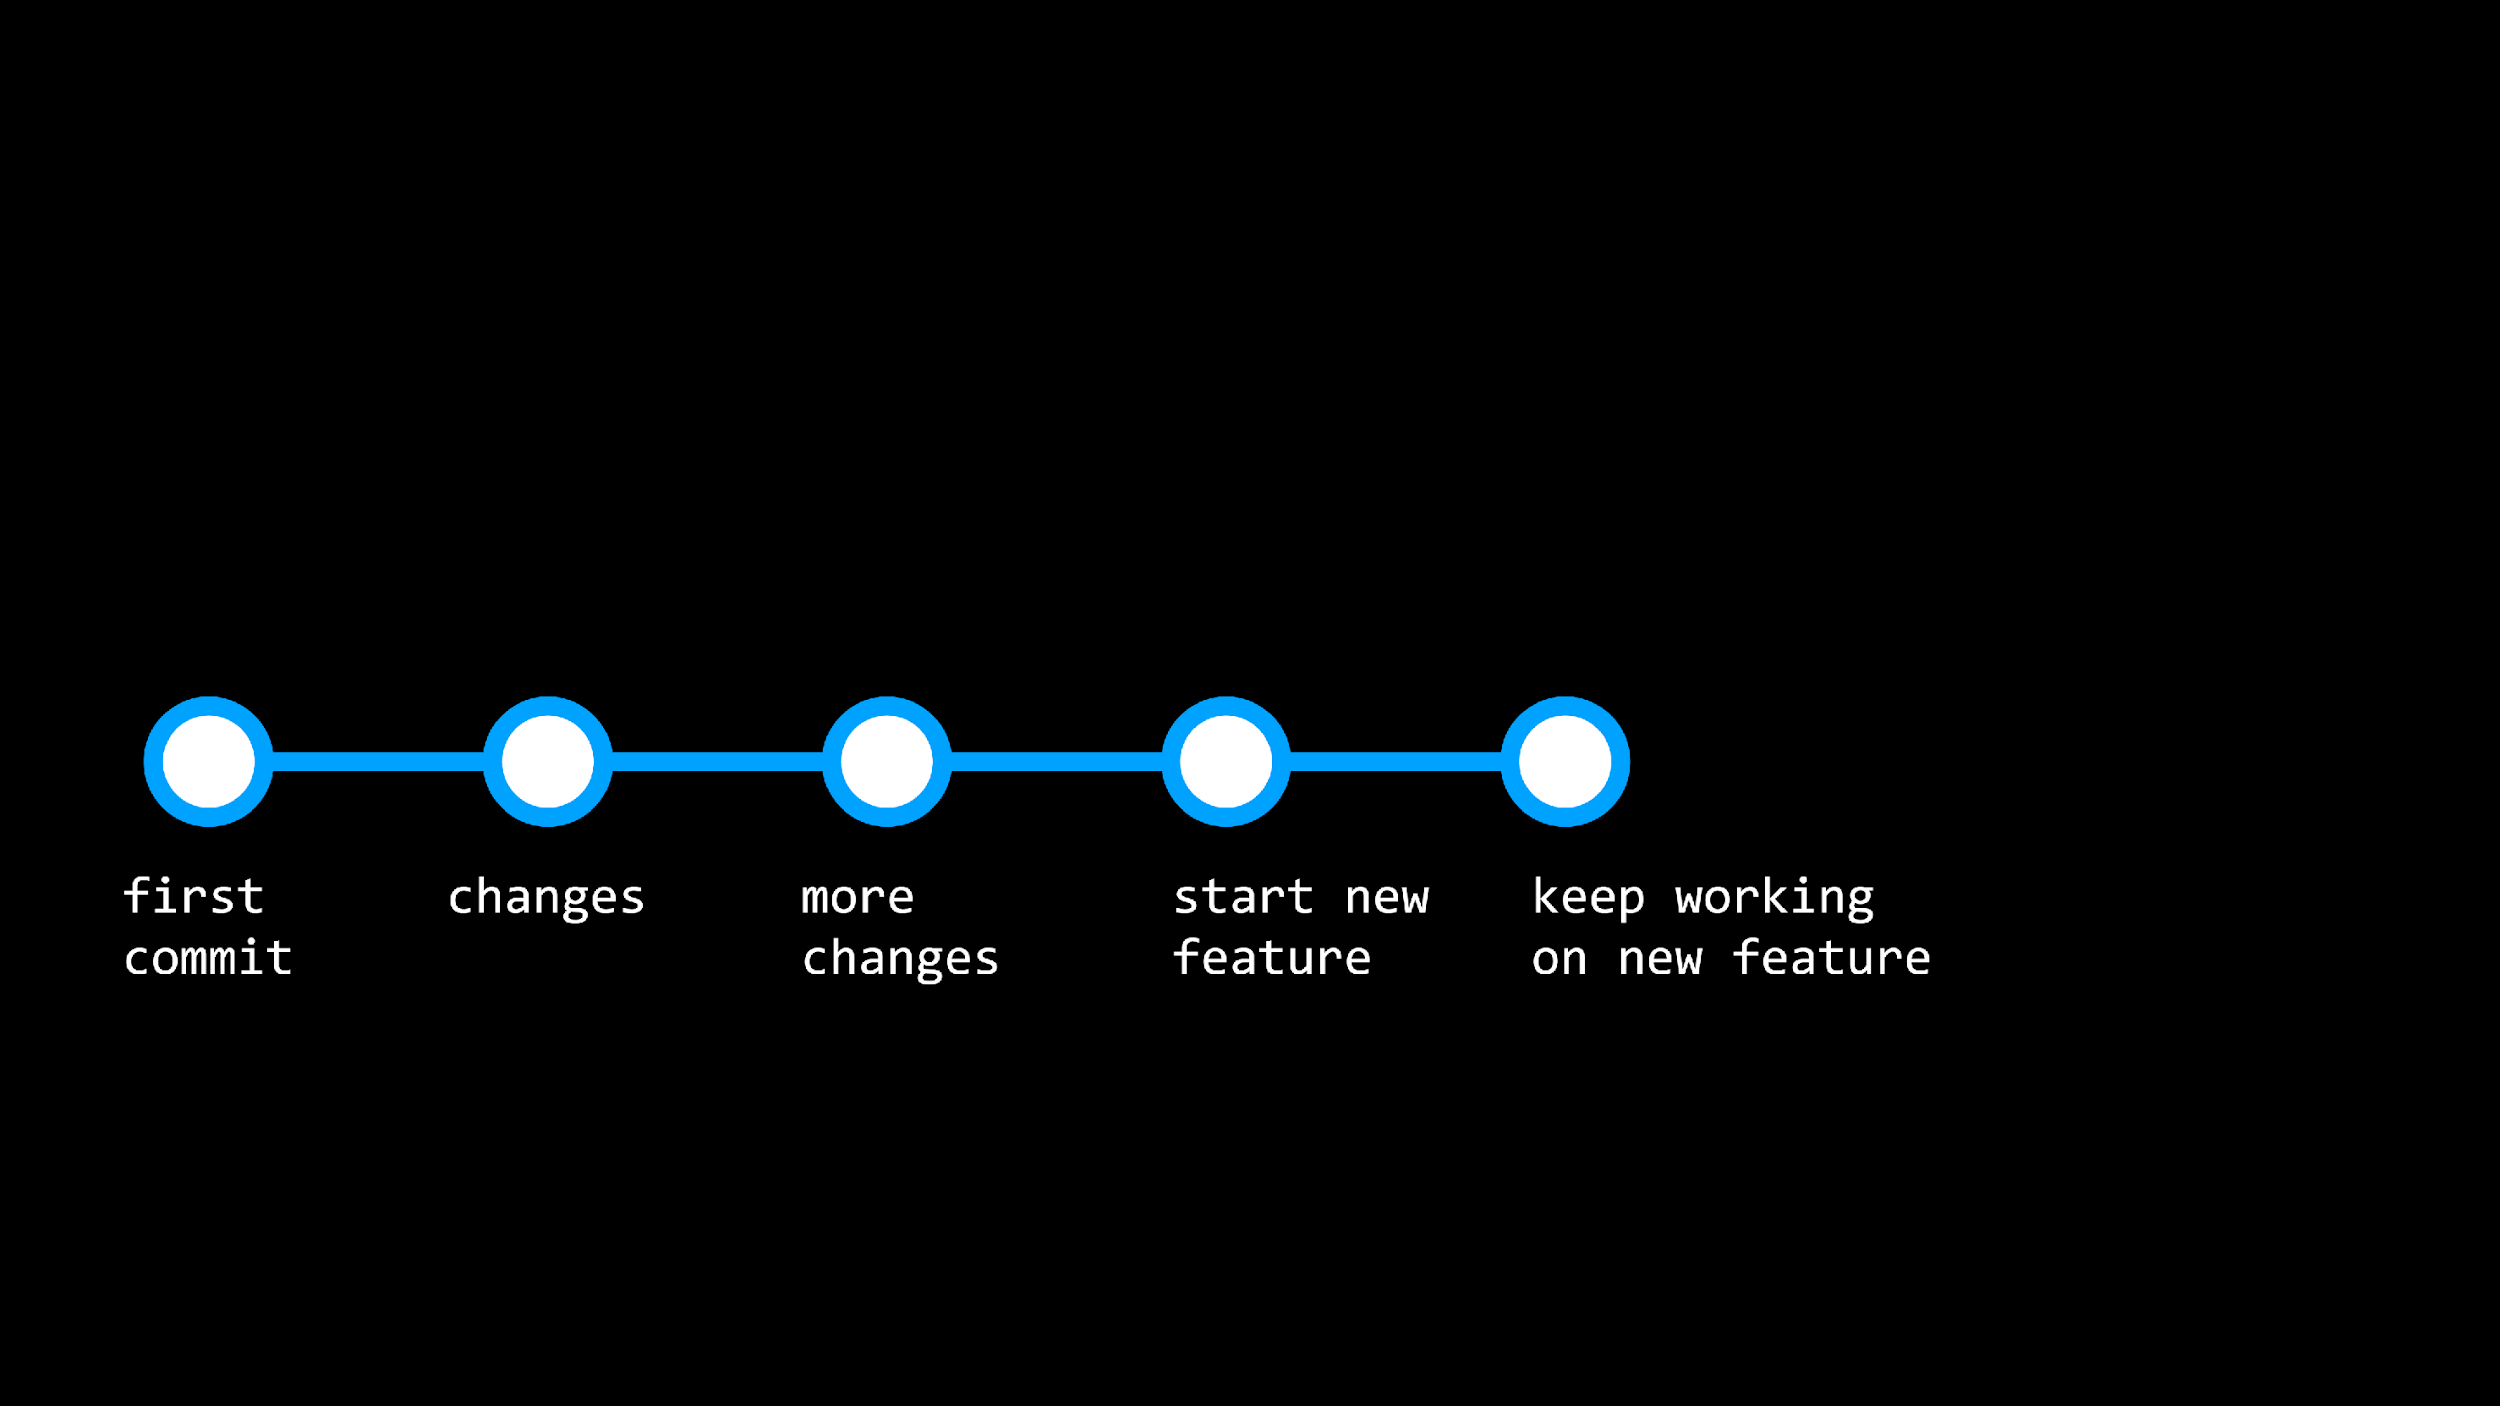 first
commit
changes
more
changes
start new
feature
keep working
on new feature